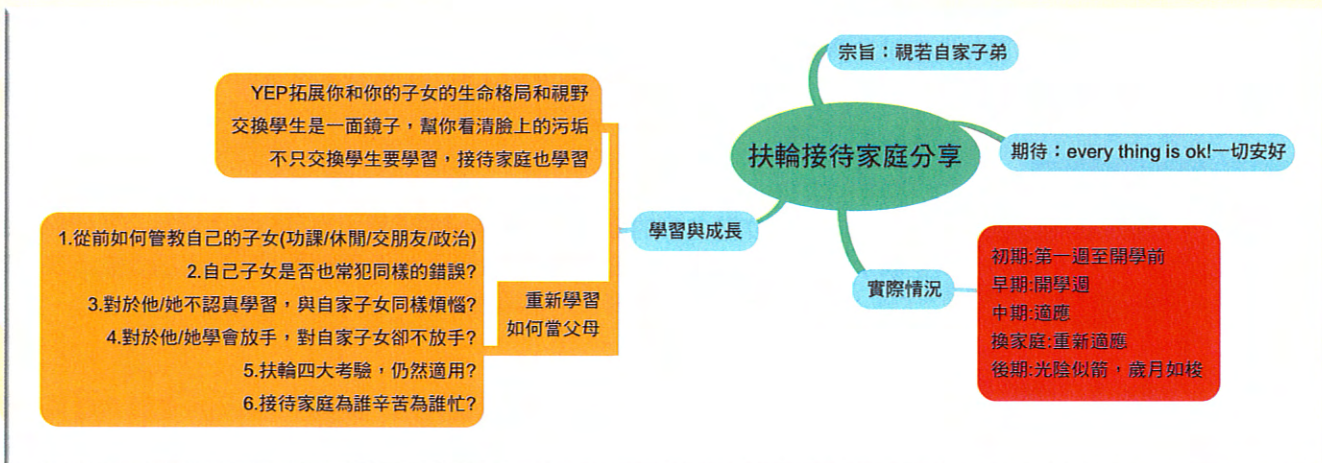 扶輪接待家庭分享
宗旨：視若自家子弟
期待：every thing is ok!一切安好
實際情況
初期:第一週至開學前
早期:開學週
中期:適應
換家庭:重新適應
後期:光陰似箭，歲月如梭
學習與成長
YEP拓展你和你的子女的生命格局和視野
交換學生是一面鏡子，幫你看清臉上的污垢
不只交換學生要學習，接待家庭也學習
重新學習
如何當父母
1.從前如何管教自己的子女(功課/休閒/交朋友/政治)
2.自己子女是否也常犯同樣的錯誤?
3.對於他/她不認真學習，與自家子女同樣煩惱?
4.對於他/她學會放手，對自家子女卻不放手?
5.扶輪四大考驗，仍然適用?
6.接待家庭為誰辛苦為誰忙?